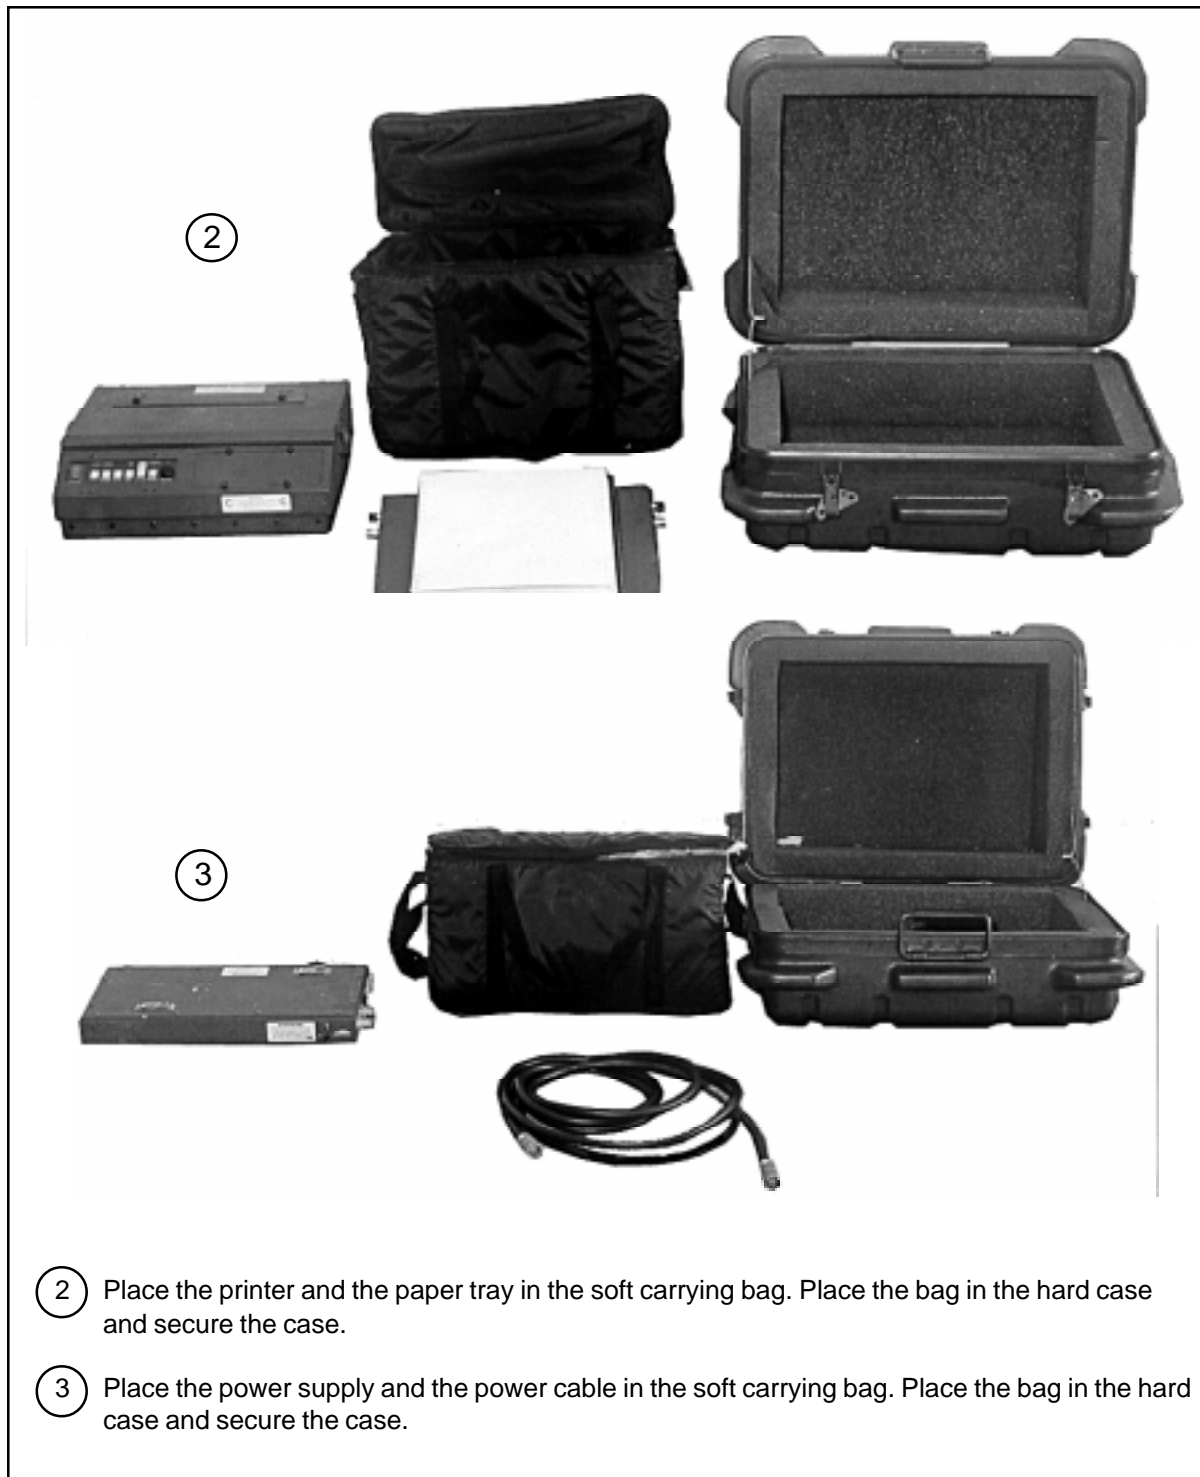 2
3
2 Place the printer and the paper tray in the soft carrying bag. Place the bag in the hard case
and secure the case.
3 Place the power supply and the power cable in the soft carrying bag. Place the bag in the hard
case and secure the case.